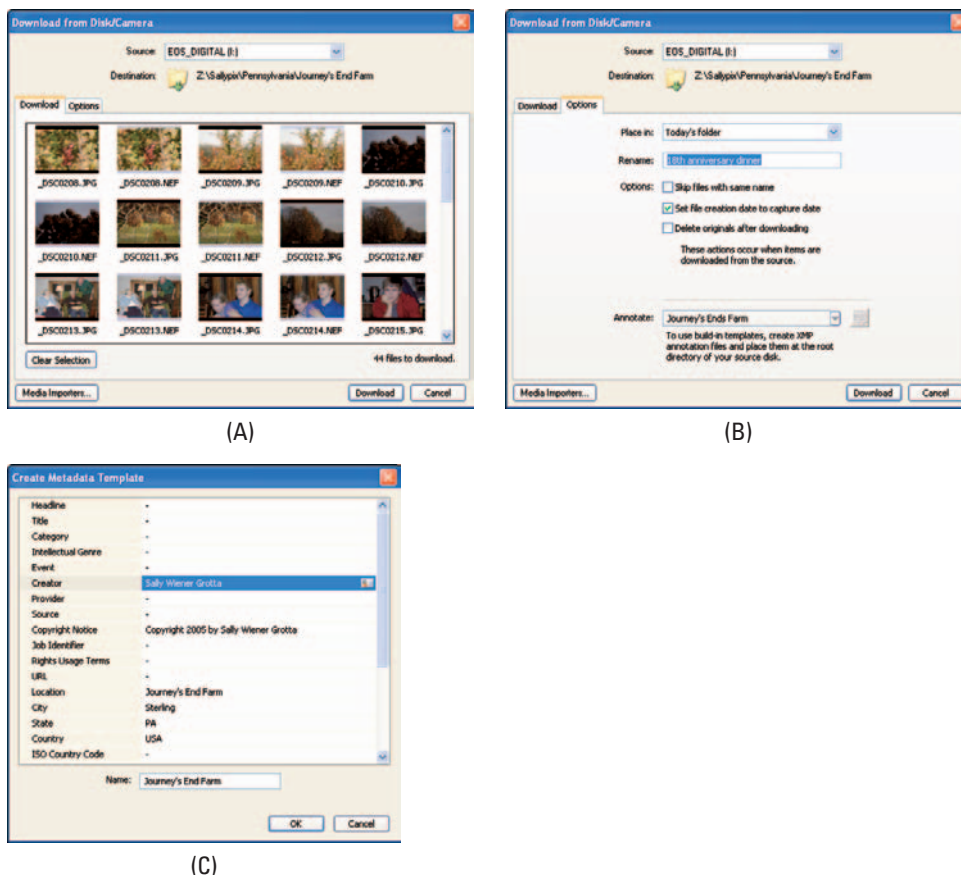 Download from Disk/Camera
Source: EOS_DIGITAL (I:)
Destination: Z:\Sallypix\Pennsylvania\Journey's End Farm
Download Options
_DSC0208.JPG _DSC0208.NEF _DSC0209.JPG _DSC0209.NEF _DSC0210.JPG
_DSC0210.NEF _DSC0211.JPG _DSC0211.NEF _DSC0212.JPG _DSC0212.NEF
_DSC0213.JPG _DSC0213.NEF _DSC0214.JPG _DSC0214.NEF _DSC0215.JPG
Clear Selection 44 files to download.
Media Importers... Download Cancel
(A)
Download from Disk/Camera
Source: EOS_DIGITAL (I:)
Destination: Z:\Sallypix\Pennsylvania\Journey's End Farm
Download Options
Place in: Today's folder
Rename: 18th anniversary dinner
Options: Skip files with same name
Set file creation date to capture date
Delete originals after downloading
These actions occur when items are
downloaded from the source.
Annotate: Journey's Ends Farm
To use build-in templates, create XMP
annotation files and place them at the root
directory of your source disk.
Media Importers... Download Cancel
(B)
Create Metadata Template
Headline -
Title -
Category -
Intellectual Genre -
Event -
Creator Sally Wiener Grotta
Provider -
Source -
Copyright Notice Copyright 2005 by Sally Wiener Grotta
Job Identifier -
Rights Usage Terms -
URL -
Location Journey's End Farm
City Sterling
State PA
Country USA
ISO Country Code -
Name: Journey's End Farm
OK Cancel
(C)